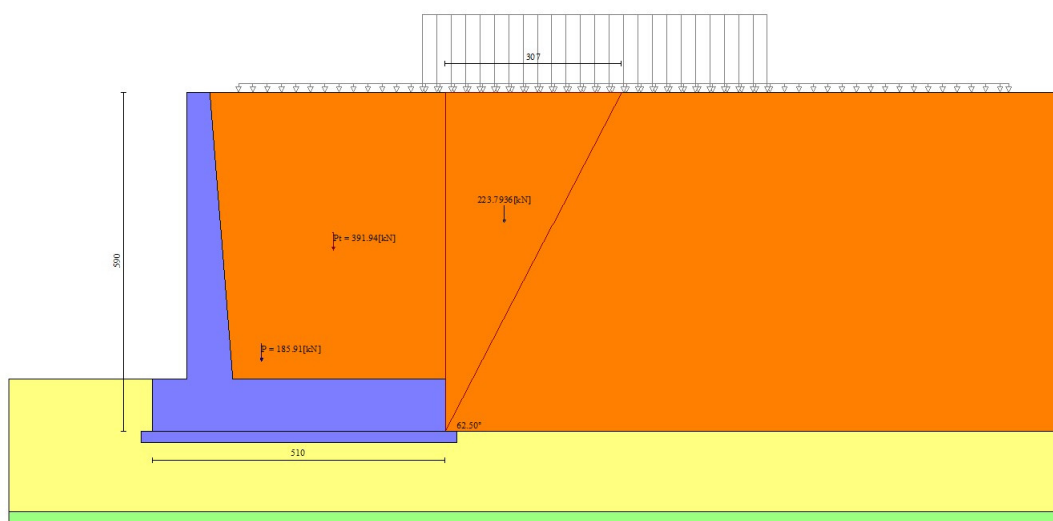 307
223.7936[kN]
Pt = 391.94[kN]
590
P = 185.91[kN]
62.50°
510